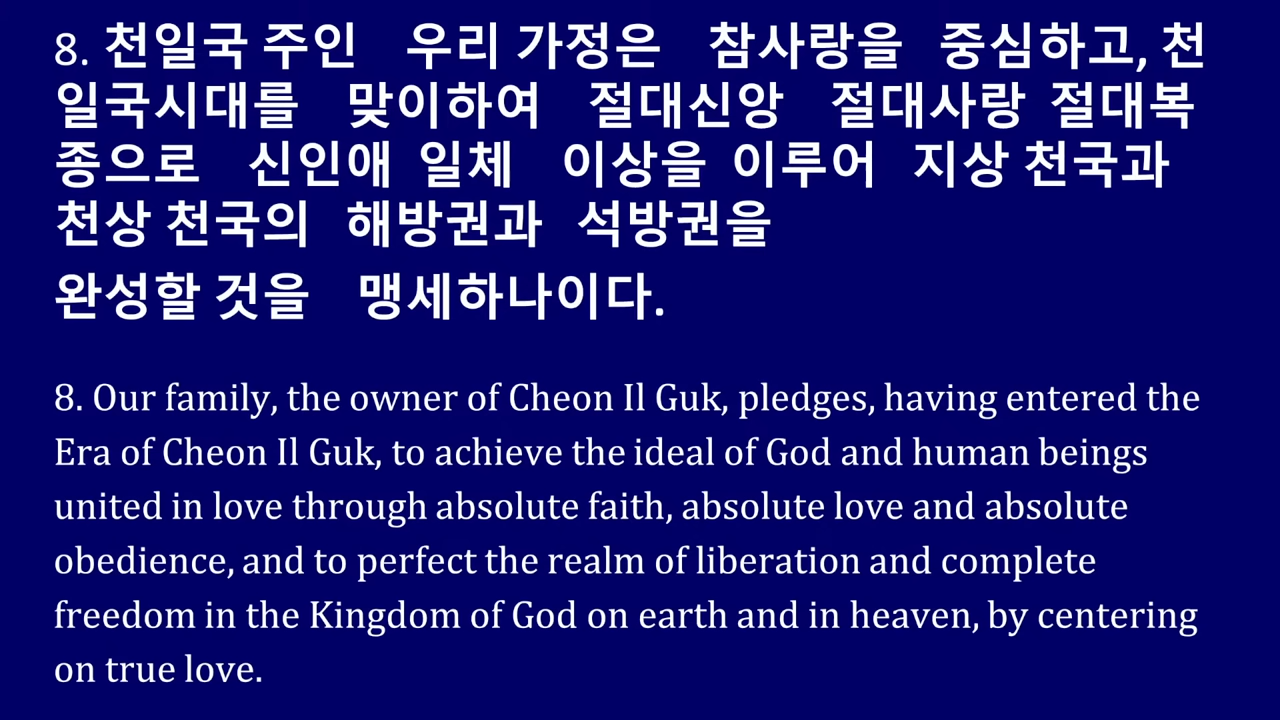 8. 천일국 주인 우리 가정은 참사랑을 중심하고, 천
일국시대를 맞이하여 절대신앙 절대사랑 절대복
종으로 신인애 일체 이상을 이루어 지상 천국과
천상 천국의 해방권과 석방권을
완성할 것을 맹세하나이다.
8. Our family, the owner of Cheon Il Guk, pledges, having entered the
Era of Cheon Il Guk, to achieve the ideal of God and human beings
united in love through absolute faith, absolute love and absolute
obedience, and to perfect the realm of liberation and complete
freedom in the Kingdom of God on earth and in heaven, by centering
on true love.